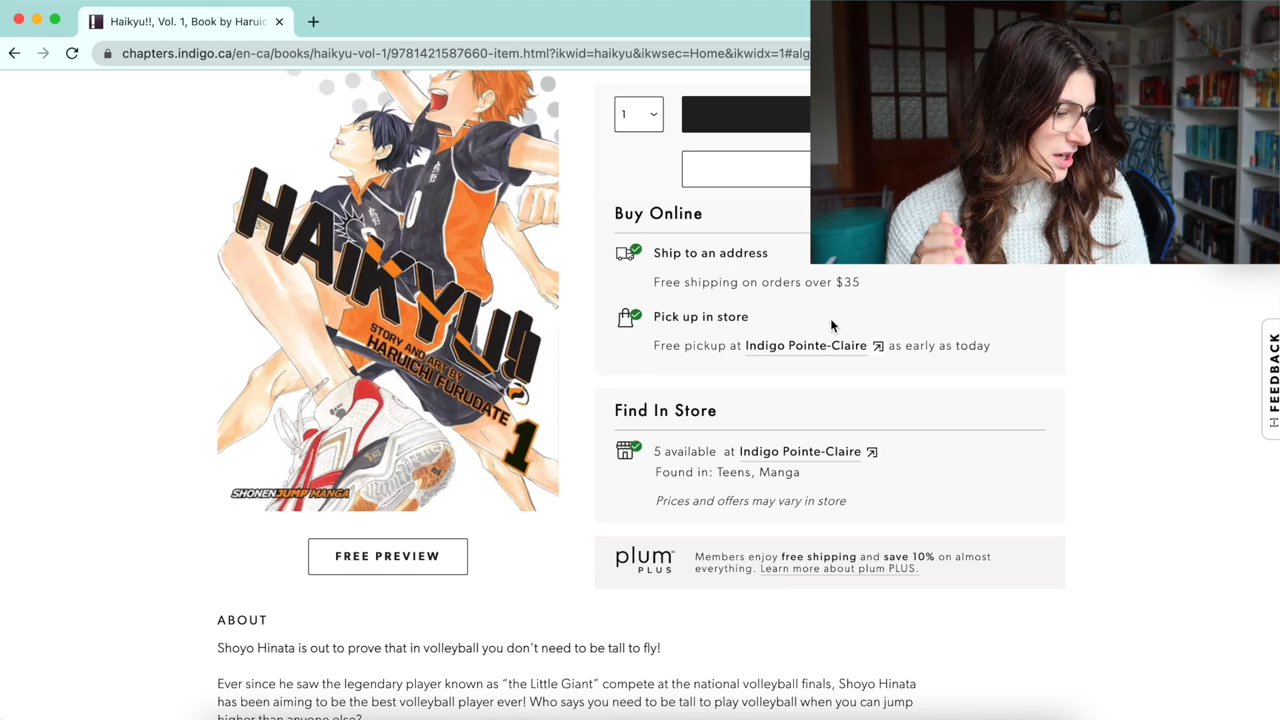 Haikyu!!, Vol. 1, Book by Haruic
chapters.indigo.ca/en-ca/books/haikyu-vol-1/9781421587660-item.html?ikwid=haikyu&ikwsec=Home&ikwidx=1#alg
HAIKYU!!
STORY AND ART BY
HARUICHI FURUDATE
1
SHONEN JUMP MANGA
FREE PREVIEW
1
Buy Online
Ship to an address
Free shipping on orders over $35
Pick up in store
Free pickup at Indigo Pointe-Claire as early as today
Find In Store
5 available at Indigo Pointe-Claire
Found in: Teens, Manga
Prices and offers may vary in store
plum PLUS
Members enjoy free shipping and save 10% on almost
everything. Learn more about plum PLUS.
[-] FEEDBACK
ABOUT
Shoyo Hinata is out to prove that in volleyball you don't need to be tall to fly!
Ever since he saw the legendary player known as “the Little Giant” compete at the national volleyball finals, Shoyo Hinata
has been aiming to be the best volleyball player ever! Who says you need to be tall to play volleyball when you can jump
higher than anyone else?